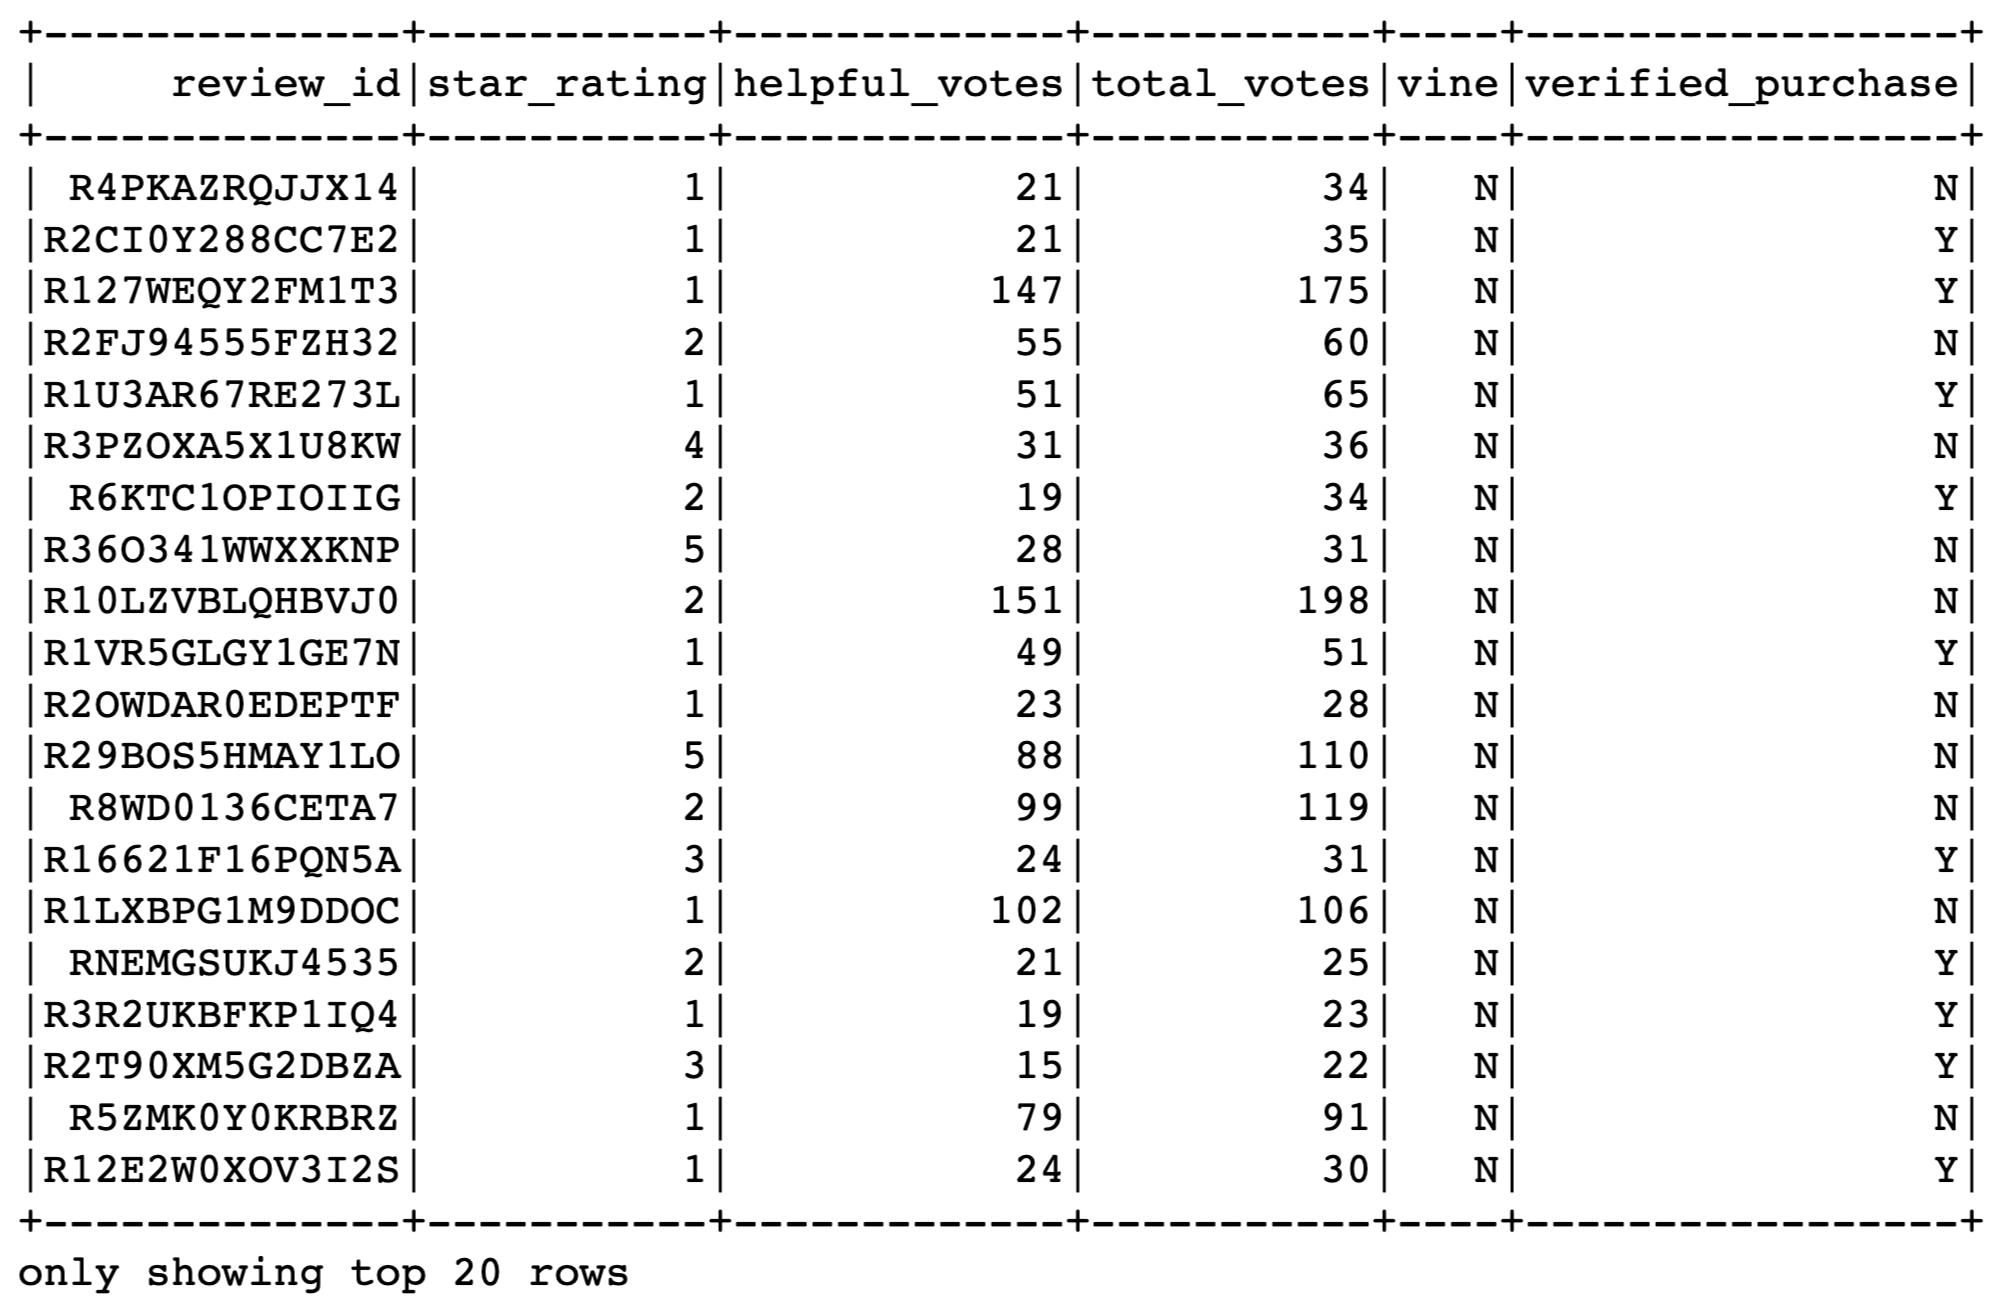 +--------------+-----------+-------------+-----------+----+-----------------+
|     review_id|star_rating|helpful_votes|total_votes|vine|verified_purchase|
+--------------+-----------+-------------+-----------+----+-----------------+
| R4PKAZRQJJX14|          1|           21|         34|   N|                N|
|R2CI0Y288CC7E2|          1|           21|         35|   N|                Y|
|R127WEQY2FM1T3|          1|          147|        175|   N|                Y|
|R2FJ94555FZH32|          2|           55|         60|   N|                N|
|R1U3AR67RE273L|          1|           51|         65|   N|                Y|
|R3PZOXA5X1U8KW|          4|           31|         36|   N|                N|
| R6KTC1OPIOIIG|          2|           19|         34|   N|                Y|
|R36O341WWXXKNP|          5|           28|         31|   N|                N|
|R10LZVBLQHBVJ0|          2|          151|        198|   N|                N|
|R1VR5GLGY1GE7N|          1|           49|         51|   N|                Y|
|R2OWDAR0EDEPTF|          1|           23|         28|   N|                N|
|R29BOS5HMAY1LO|          5|           88|        110|   N|                N|
| R8WD0136CETA7|          2|           99|        119|   N|                N|
|R16621F16PQN5A|          3|           24|         31|   N|                Y|
|R1LXBPG1M9DDOC|          1|          102|        106|   N|                N|
| RNEMGSUKJ4535|          2|           21|         25|   N|                Y|
|R3R2UKBFKP1IQ4|          1|           19|         23|   N|                Y|
|R2T90XM5G2DBZA|          3|           15|         22|   N|                Y|
| R5ZMK0Y0KRBRZ|          1|           79|         91|   N|                N|
|R12E2W0XOV3I2S|          1|           24|         30|   N|                Y|
+--------------+-----------+-------------+-----------+----+-----------------+
only showing top 20 rows